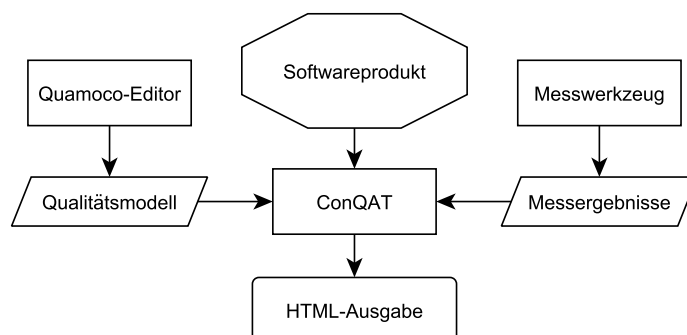 Softwareprodukt
Quamoco-Editor
Messwerkzeug
Qualitätsmodell
ConQAT
Messergebnisse
HTML-Ausgabe